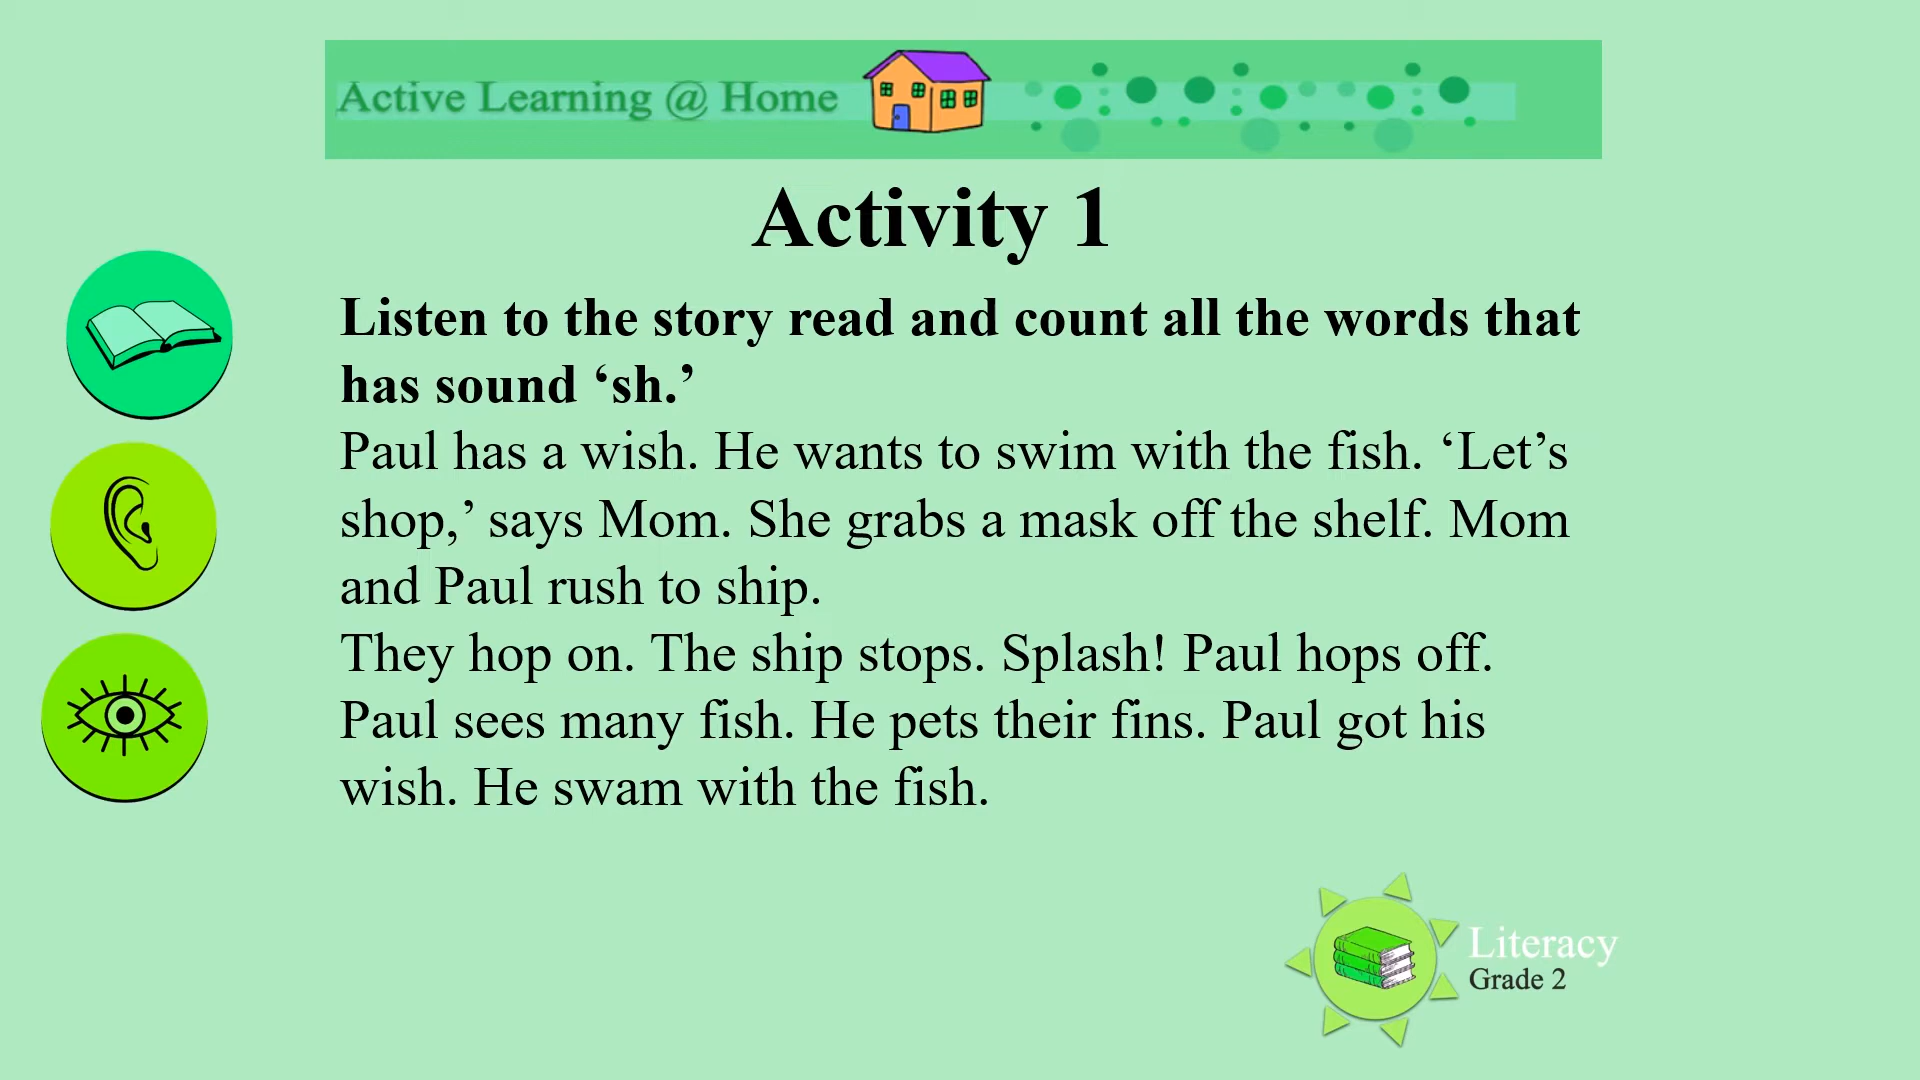 Active Learning @ Home
Activity 1
Listen to the story read and count all the words that
has sound ‘sh.’
Paul has a wish. He wants to swim with the fish. ‘Let’s
shop,’ says Mom. She grabs a mask off the shelf. Mom
and Paul rush to ship.
They hop on. The ship stops. Splash! Paul hops off.
Paul sees many fish. He pets their fins. Paul got his
wish. He swam with the fish.
Literacy
Grade 2